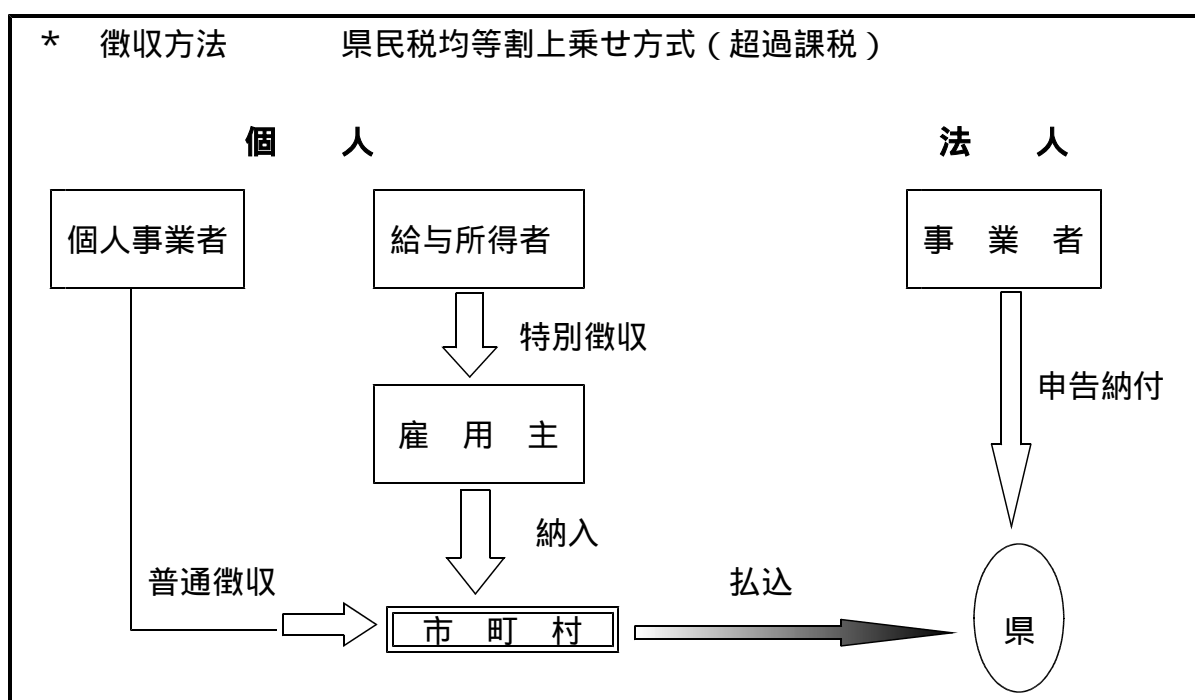 * 徴収方法 県民税均等割上乗せ方式(超過課税)
個 人
法 人
個人事業者
給与所得者
事 業 者
特別徴収
申告納付
雇 用 主
納入
普通徴収
払込
市 町 村
県